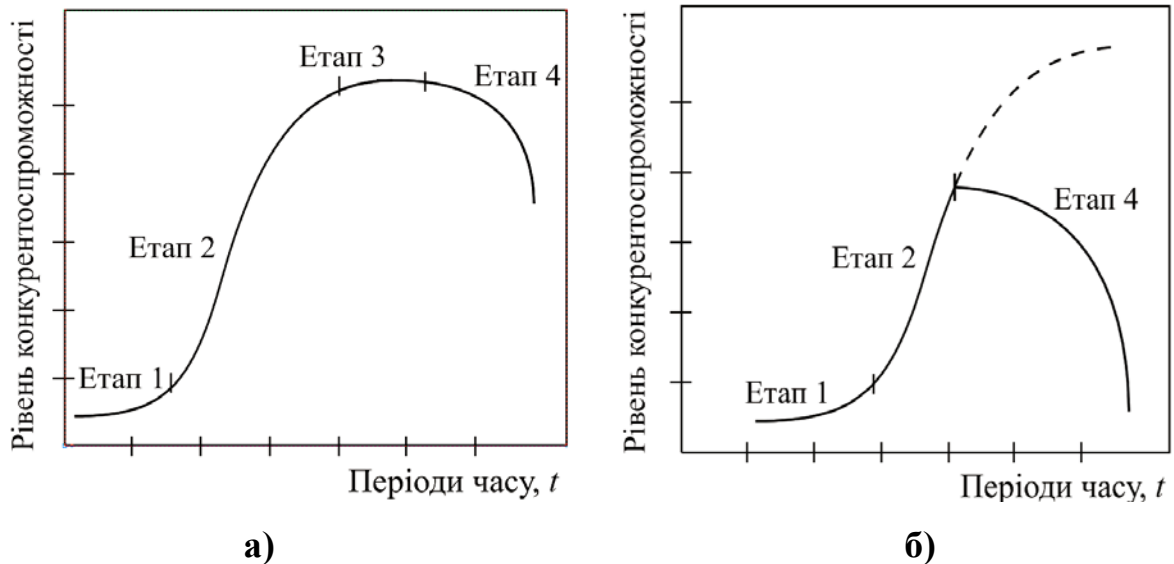 Рівень конкурентоспроможності
Етап 1
Етап 2
Етап 3
Етап 4
Періоди часу, t
а)
Рівень конкурентоспроможності
Етап 1
Етап 2
Етап 4
Періоди часу, t
б)